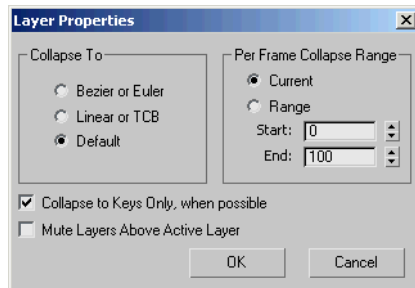 Layer Properties
Collapse To
Bezier or Euler
Linear or TCB
Default
Per Frame Collapse Range
Current
Range
Start: 0
End: 100
Collapse to Keys Only, when possible
Mute Layers Above Active Layer
OK
Cancel